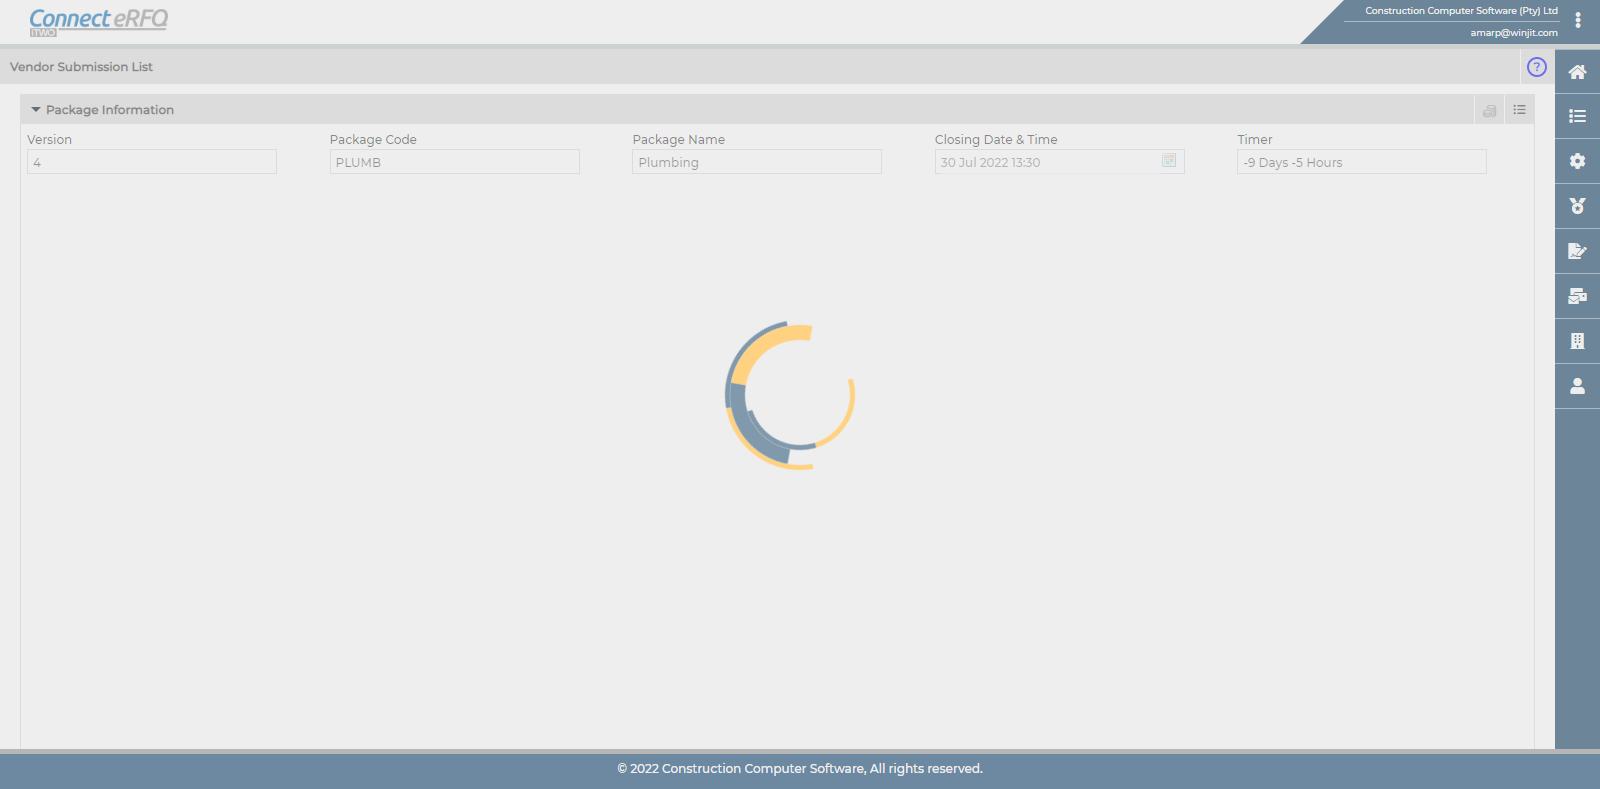 Connect eRFQ
iTWO
Construction Computer Software (Pty) Ltd
amarp@winjit.com
Vendor Submission List
?
Package Information
Version
Package Code
Package Name
Closing Date & Time
Timer
4
PLUMB
Plumbing
30 Jul 2022 13:30
-9 Days -5 Hours
© 2022 Construction Computer Software, All rights reserved.